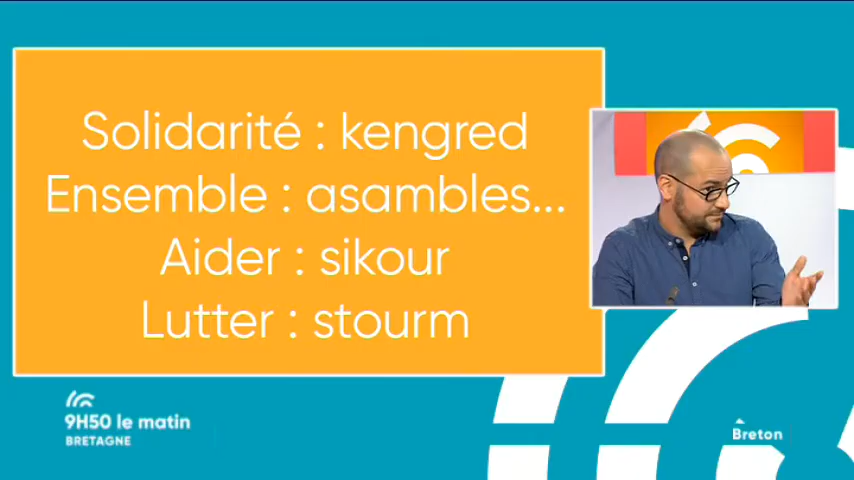 Solidarité : kengred
Ensemble : asambles...
Aider : sikour
Lutter : stourm
9H50 le matin
BRETAGNE
Breton